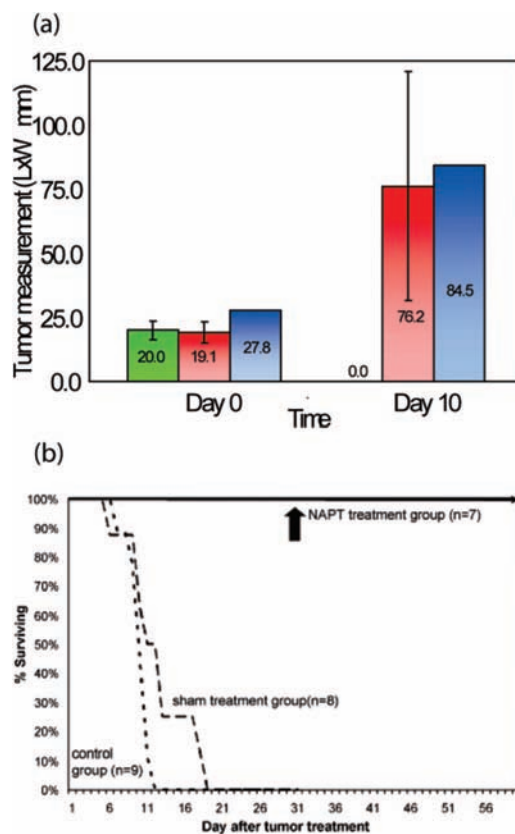 (a)
Tumor measurement (LxW mm)
125.0
100.0
75.0
50.0
25.0
0.0
20.0
19.1
27.8
0.0
76.2
84.5
Day 0
Day 10
Time
(b)
% Surviving
100%
90%
80%
70%
60%
50%
40%
30%
20%
10%
0%
NAPT treatment group (n=7)
sham treatment group(n=8)
control
group (n=9)
1 6 11 16 21 26 31 36 41 46 51 56
Day after tumor treatment